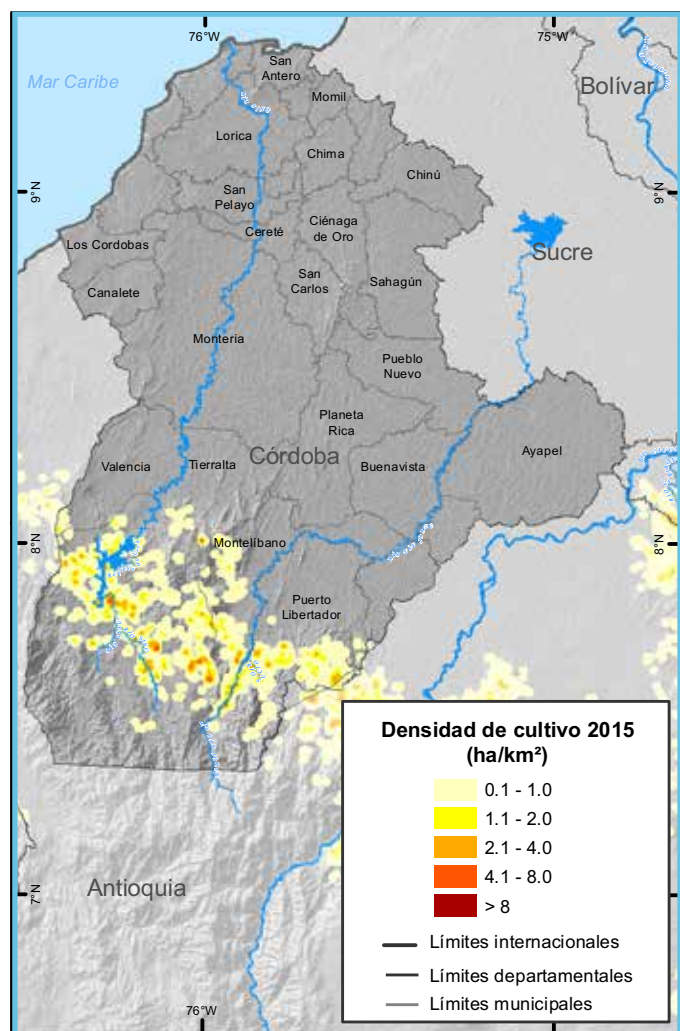 76°W
75°W
Mar Caribe
San
Antero
Momil
Bolívar
Lorica
Chima
Chinú
9°N
9°N
San
Pelayo
Cereté
Ciénaga
de Oro
Los Cordobas
Sucre
Canalete
San
Carlos
Sahagún
Monteria
Pueblo
Nuevo
Planeta
Rica
Córdoba
Ayapel
Valencia
Tierralta
Buenavista
8°N
Montelíbano
8°N
Puerto
Libertador
Densidad de cultivo 2015
(ha/km²)
0.1 - 1.0
1.1 - 2.0
2.1 - 4.0
4.1 - 8.0
> 8
Límites internacionales
Límites departamentales
Límites municipales
7°N
7°N
Antioquia
76°W